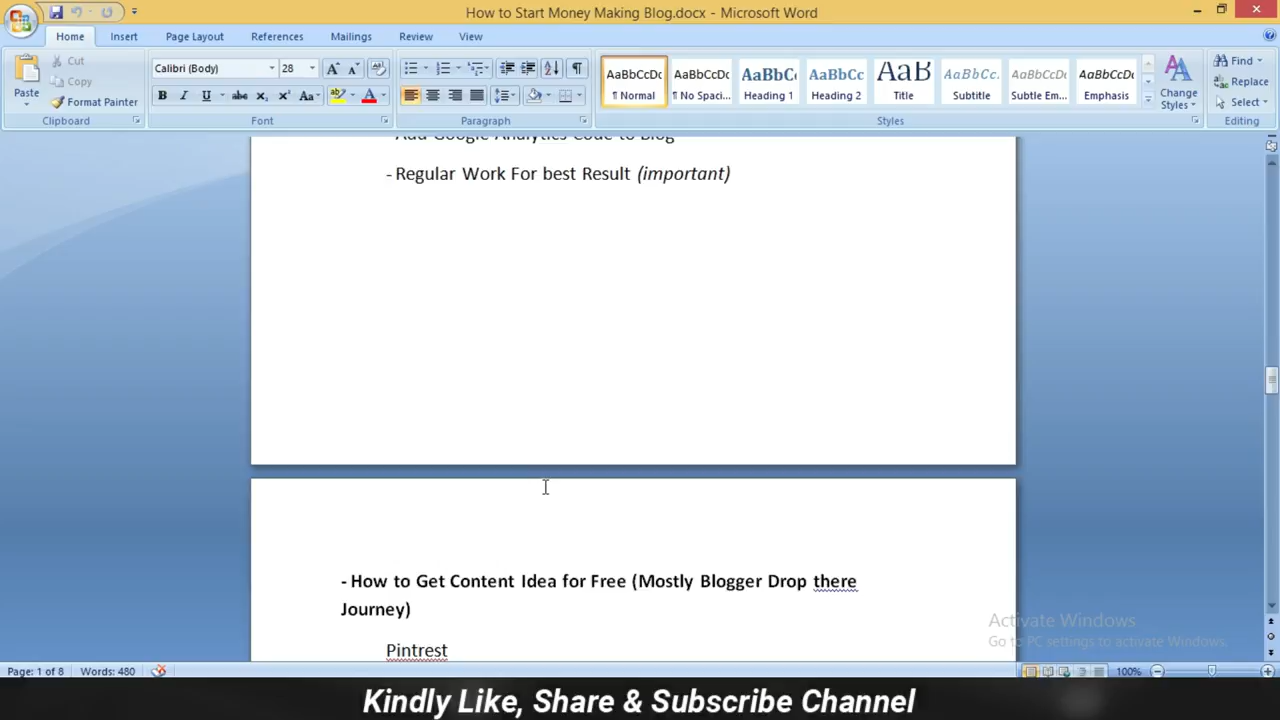 How to Start Money Making Blog.docx - Microsoft Word
Home Insert Page Layout References Mailings Review View
Paste
Cut
Copy
Format Painter
Clipboard
Calibri (Body) 28
Font
Paragraph
AaBbCcDc AaBbCcDc AaBbC AaBbCc AaB AaBbCc. AaBbCcDc AaBbCcDc
¶ Normal ¶ No Spaci... Heading 1 Heading 2 Title Subtitle Subtle Em... Emphasis
Change Styles
Styles
Find
Replace
Select
Editing
- Add Google Analytics Code to Blog
- Regular Work For best Result (important)
- How to Get Content Idea for Free (Mostly Blogger Drop there
Journey)
Pintrest
Activate Windows
Go to PC settings to activate Windows.
Page: 1 of 8 Words: 480 100%
Kindly Like, Share & Subscribe Channel